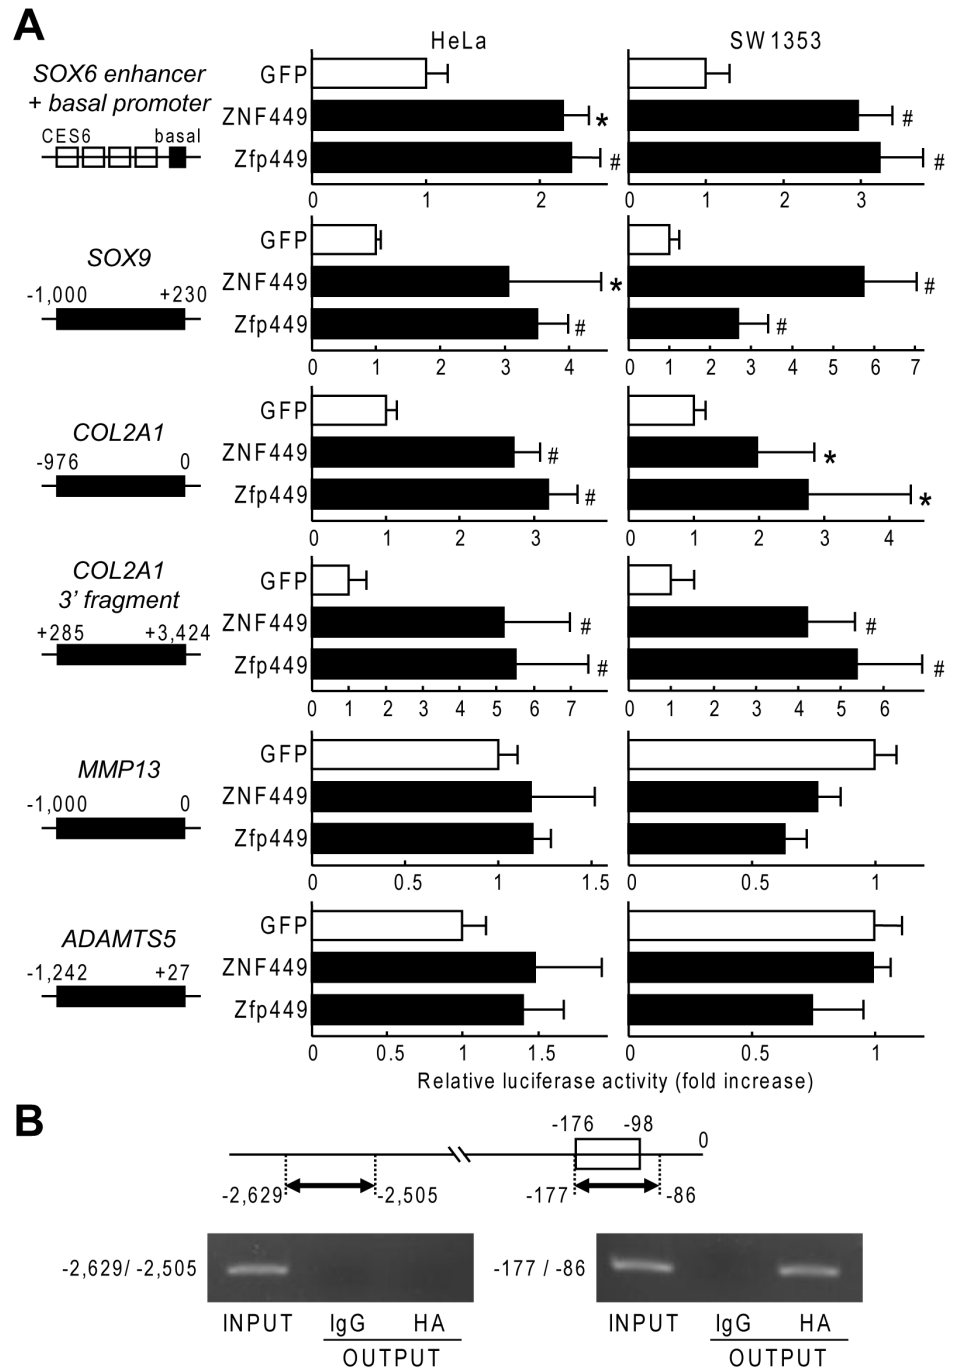 A
HeLa SW1353
SOX6 enhancer
+ basal promoter
CES6 basal
GFP
ZNF449 * #
Zfp449 # #
0 1 2 0 1 2 3
SOX9
-1,000 +230
GFP
ZNF449 * #
Zfp449 # #
0 1 2 3 4 0 1 2 3 4 5 6 7
COL2A1
-976 0
GFP
ZNF449 # *
Zfp449 # *
0 1 2 3 0 1 2 3 4
COL2A1
3’ fragment
+285 +3,424
GFP
ZNF449 # #
Zfp449 # #
0 1 2 3 4 5 6 7 0 1 2 3 4 5 6
MMP13
-1,000 0
GFP
ZNF449
Zfp449
0 0.5 1 1.5 0 0.5 1
ADAMTS5
-1,242 +27
GFP
ZNF449
Zfp449
0 0.5 1 1.5 0 0.5 1
Relative luciferase activity (fold increase)
B
-176 -98 0
-2,629 -2,505 -177 -86
-2,629/ -2,505 -177 / -86
INPUT IgG HA INPUT IgG HA
OUTPUT OUTPUT